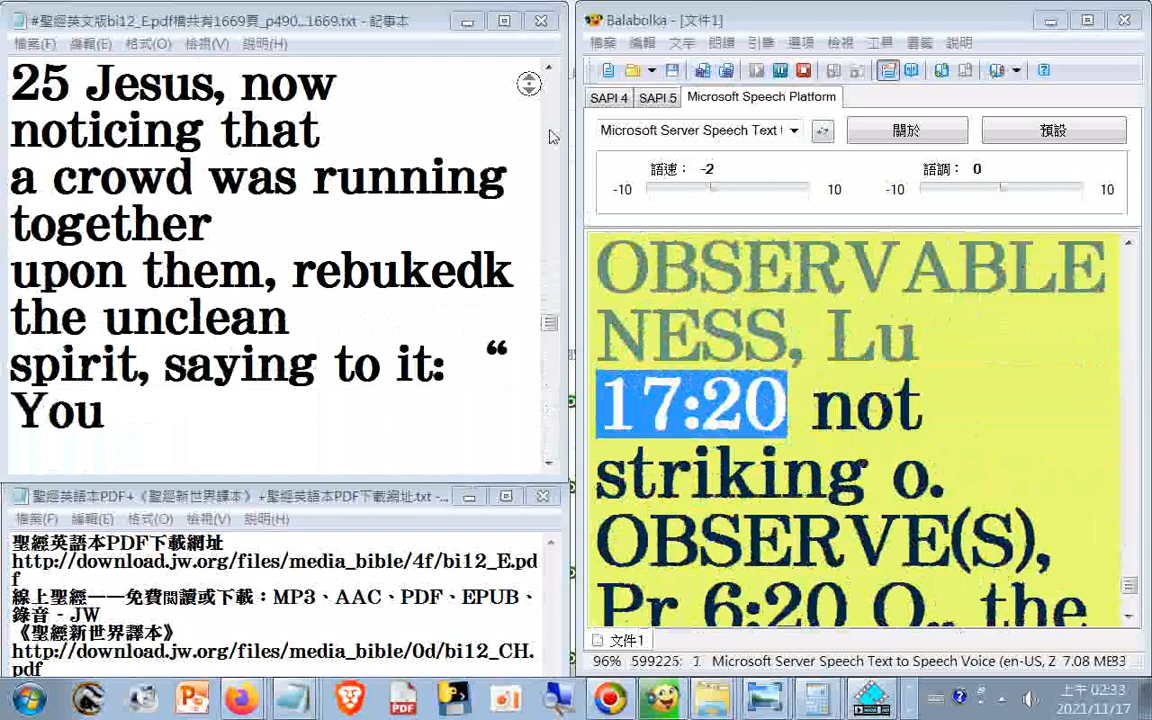 #聖經英文版bi12_E.pdf檔共有1669頁_p490...1669.txt - 記事本
檔案(F) 編輯(E) 格式(O) 檢視(V) 說明(H)
25 Jesus, now
noticing that
a crowd was running
together
upon them, rebukedk
the unclean
spirit, saying to it: “
You
聖經英語本PDF+《聖經新世界譯本》+聖經英語本PDF下載網址.txt - ...
檔案(F) 編輯(E) 格式(O) 檢視(V) 說明(H)
聖經英語本PDF下載網址
http://download.jw.org/files/media_bible/4f/bi12_E.pd
f
線上聖經——免費閱讀或下載：MP3、AAC、PDF、EPUB、
錄音 - JW
《聖經新世界譯本》
http://download.jw.org/files/media_bible/0d/bi12_CH.
pdf
Balabolka - [文件1]
檔案 編輯 文字 朗讀 引擎 選項 檢視 工具 書籤 說明
SAPI 4 SAPI 5 Microsoft Speech Platform
Microsoft Server Speech Text 關於 預設
語速： -2 語調： 0
-10 10 -10 10
OBSERVABLE
NESS, Lu
17:20 not
striking o.
OBSERVE(S),
Pr 6:20 O., the
文件1
96% 599225: 1 Microsoft Server Speech Text to Speech Voice (en-US, Z 7.08 MB
PDF
上午 02:33
2021/11/17